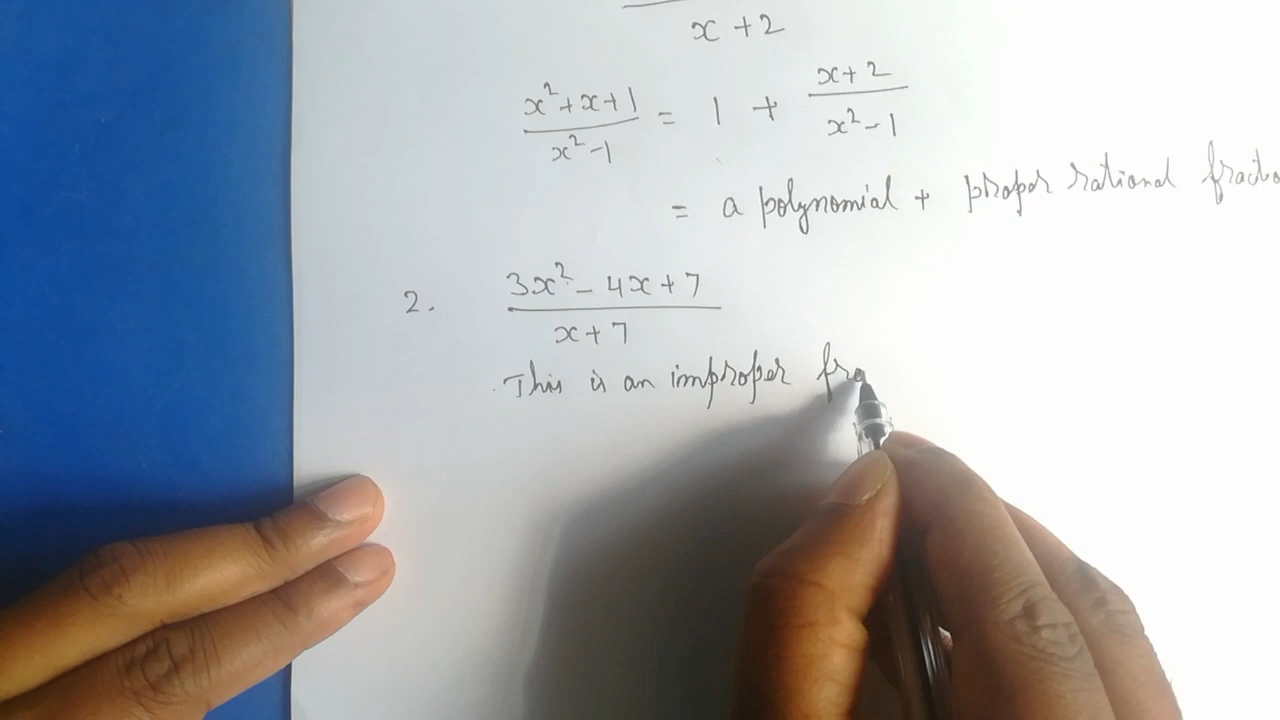 x + 2
x² + x + 1 / x² - 1 = 1 + x + 2 / x² - 1
= a polynomial + proper rational fractio
2. 3x² - 4x + 7 / x + 7
This is an improper fra